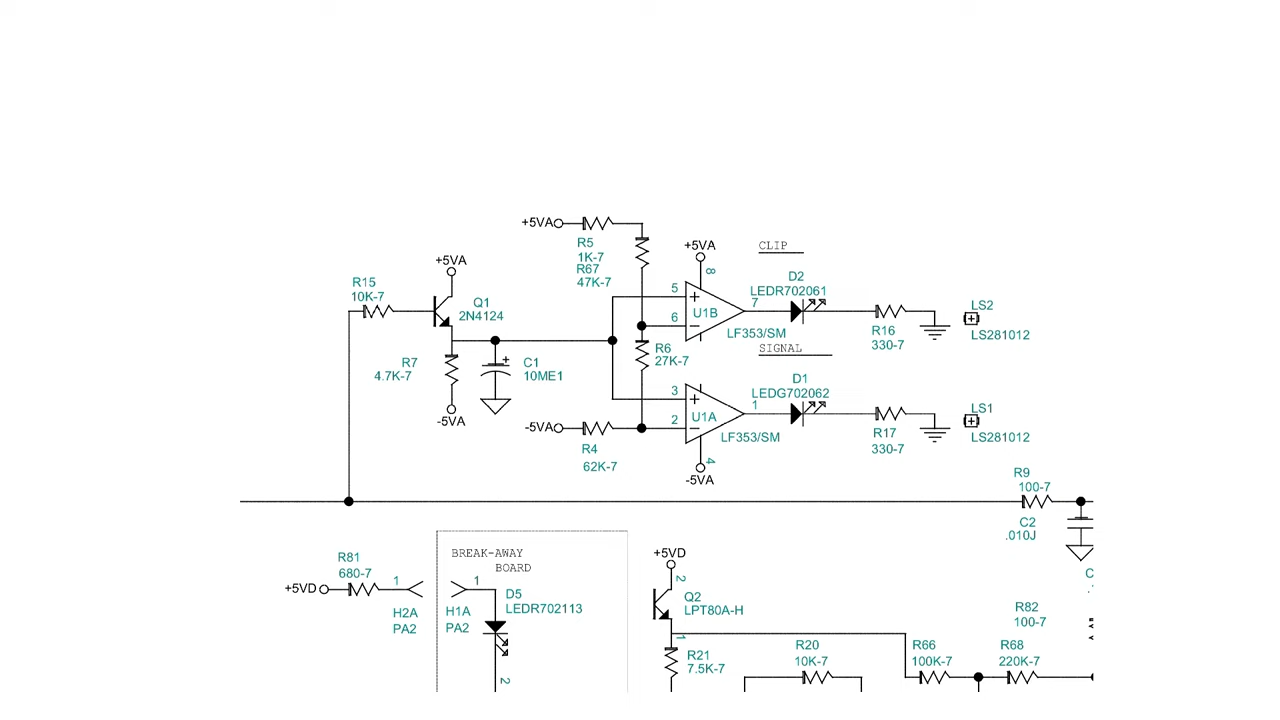 +5VA
R5
1K-7
R67
47K-7
+5VA
8
CLIP
D2
LEDR702061
+5VA
R15
10K-7
Q1
2N4124
5
+
U1B
6
−
7
LF353/SM
R16
330-7
LS2
LS281012
SIGNAL
R7
4.7K-7
-5VA
+
C1
10ME1
R6
27K-7
D1
LEDG702062
3
+
U1A
2
−
1
LF353/SM
4
-5VA
R17
330-7
LS1
LS281012
-5VA
R4
62K-7
R9
100-7
C2
.010J
R81
680-7
+5VD
1
H2A
PA2
BREAK-AVAY
BOARD
1
H1A
PA2
D5
LEDR702113
2
+5VD
2
Q2
LPT80A-H
1
R21
7.5K-7
R20
10K-7
R66
100K-7
R82
100-7
R68
220K-7